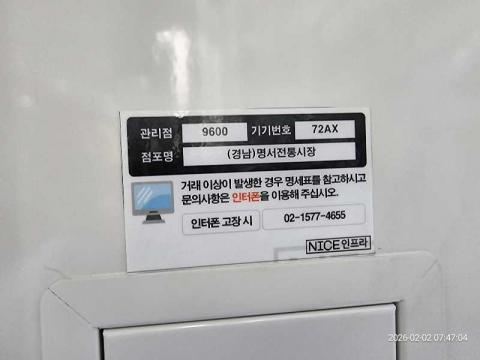 관리점 9600 기기번호 72AX
점포명 (경남)명서전통시장
거래 이상이 발생한 경우 명세표를 참고하시고
문의사항은 인터폰을 이용해 주십시오.
인터폰 고장 시 02-1577-4655
NICE인프라
2026-02-02 07:47:04